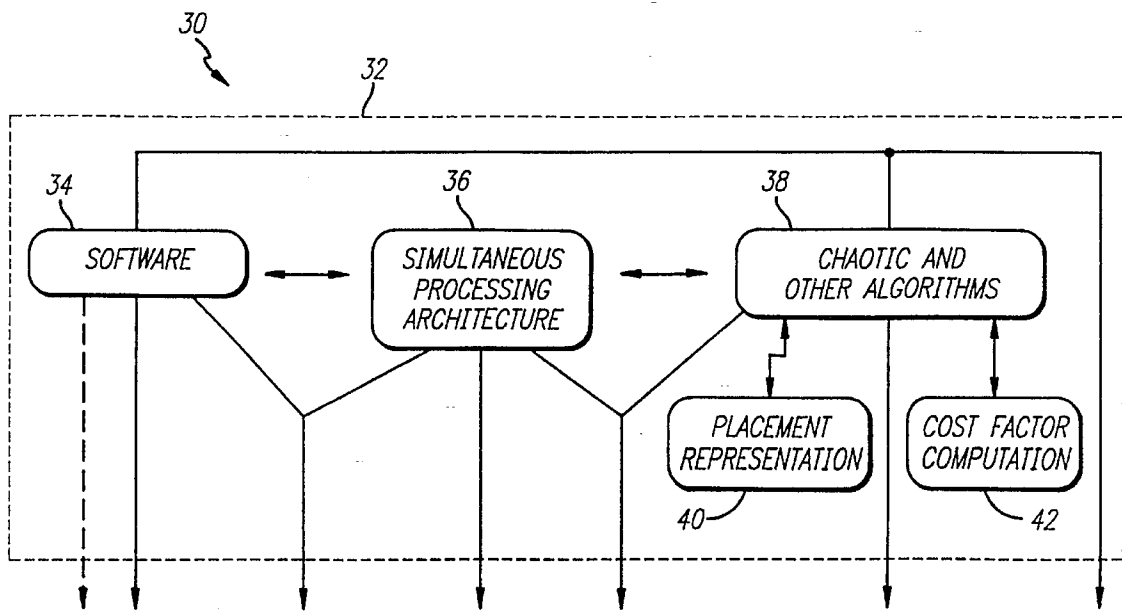 30
32
34
36
38
SOFTWARE
SIMULTANEOUS
PROCESSING
ARCHITECTURE
CHAOTIC AND
OTHER ALGORITHMS
PLACEMENT
REPRESENTATION
COST FACTOR
COMPUTATION
40
42